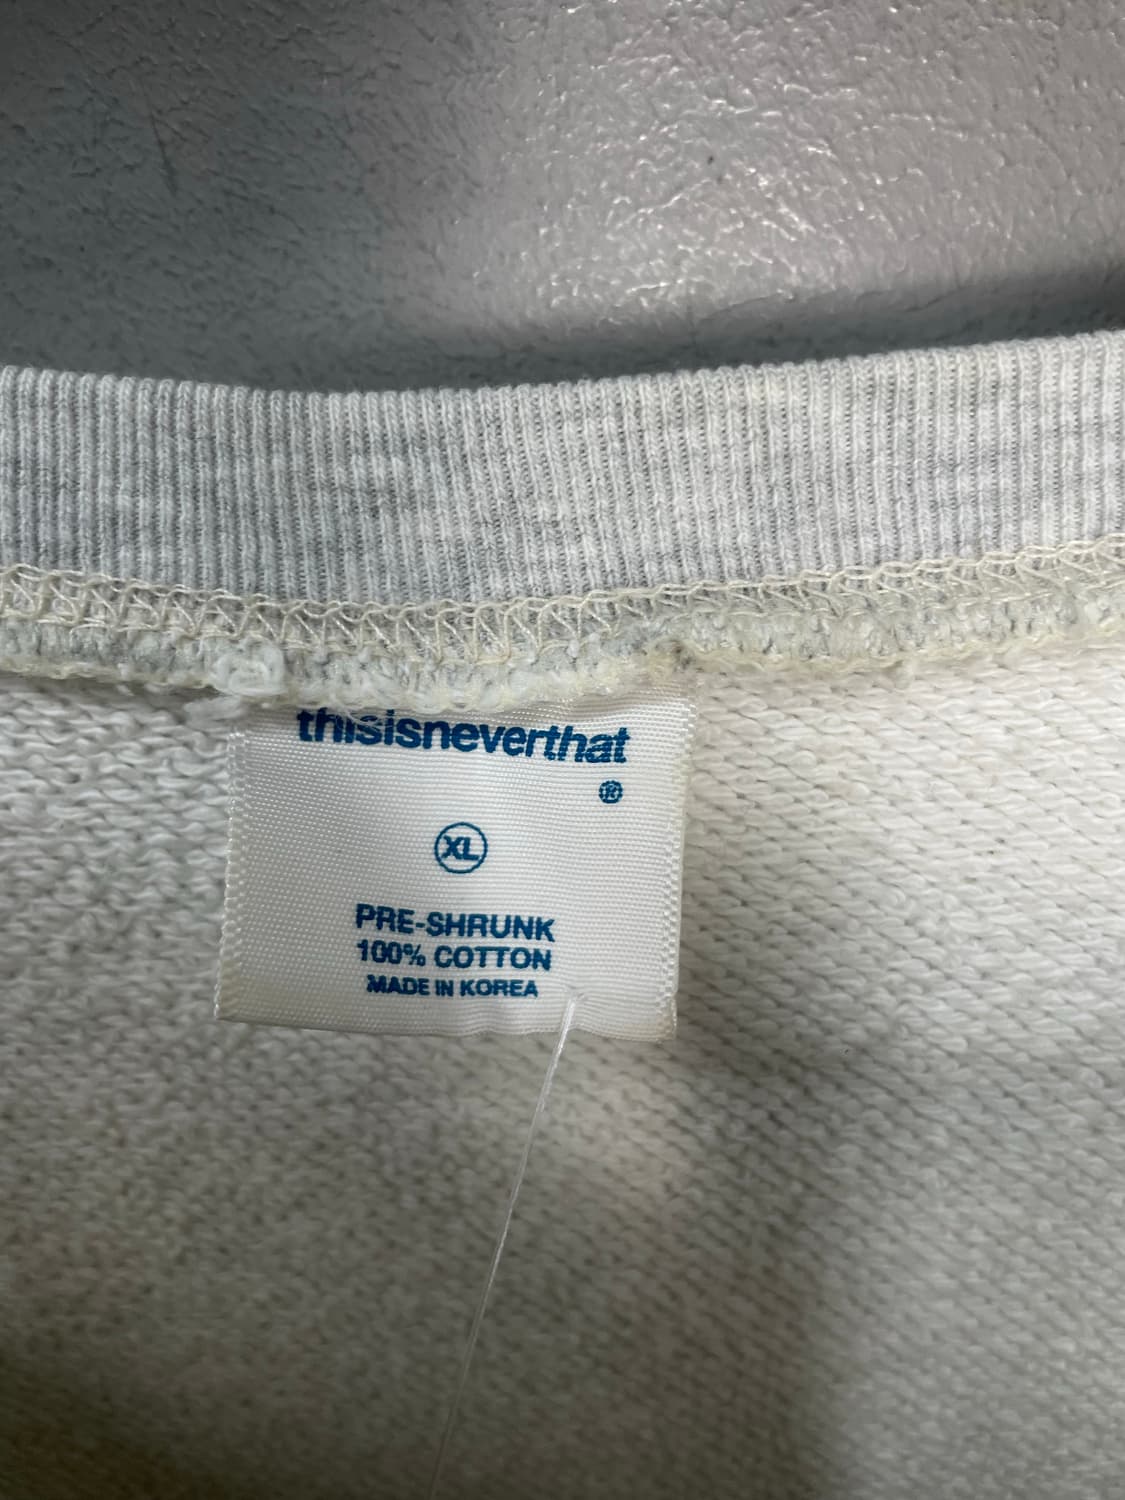 thisisneverthat
®
XL
PRE-SHRUNK
100% COTTON
MADE IN KOREA